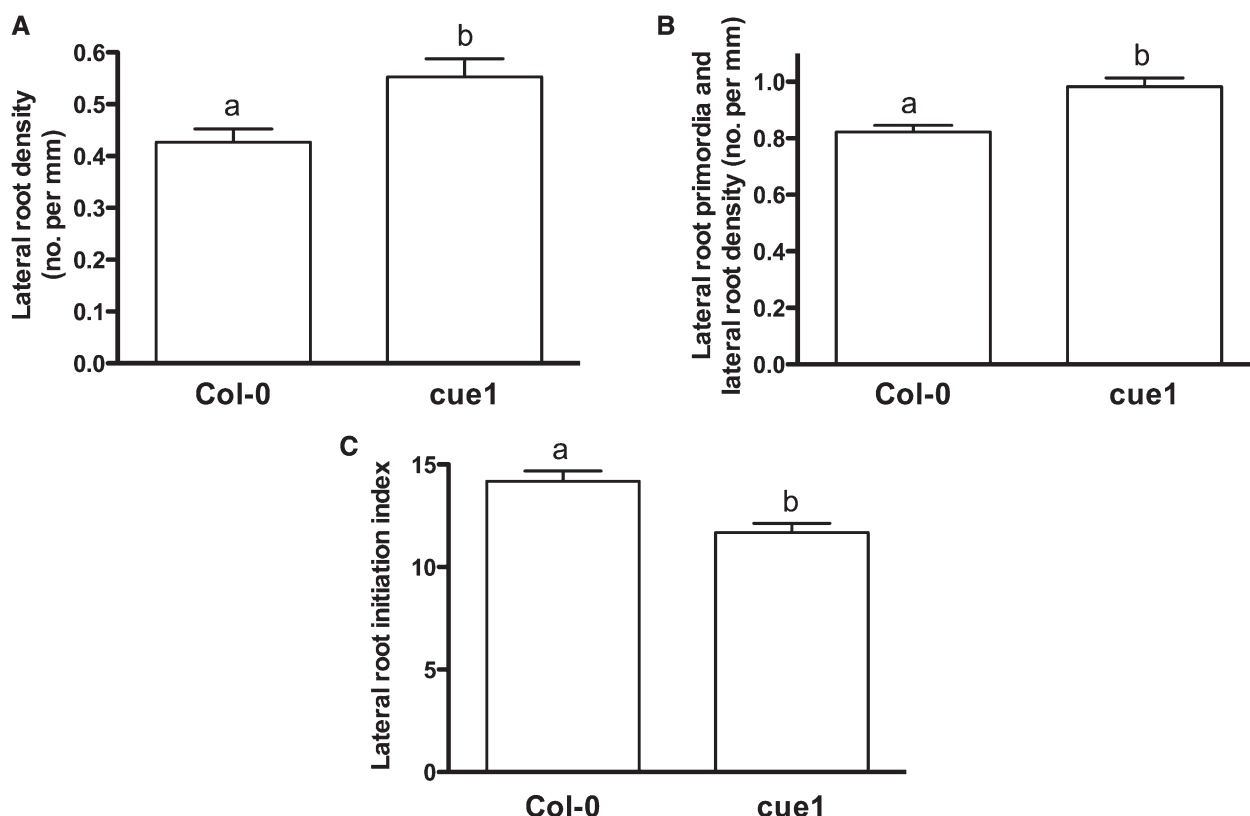 A
Lateral root density
(no. per mm)
0.6
0.5
0.4
0.3
0.2
0.1
0.0
a
b
Col-0
cue1
B
Lateral root primordia and
lateral root density (no. per mm)
1.0
0.8
0.6
0.4
0.2
0.0
a
b
Col-0
cue1
C
Lateral root initiation index
15
10
5
0
a
b
Col-0
cue1